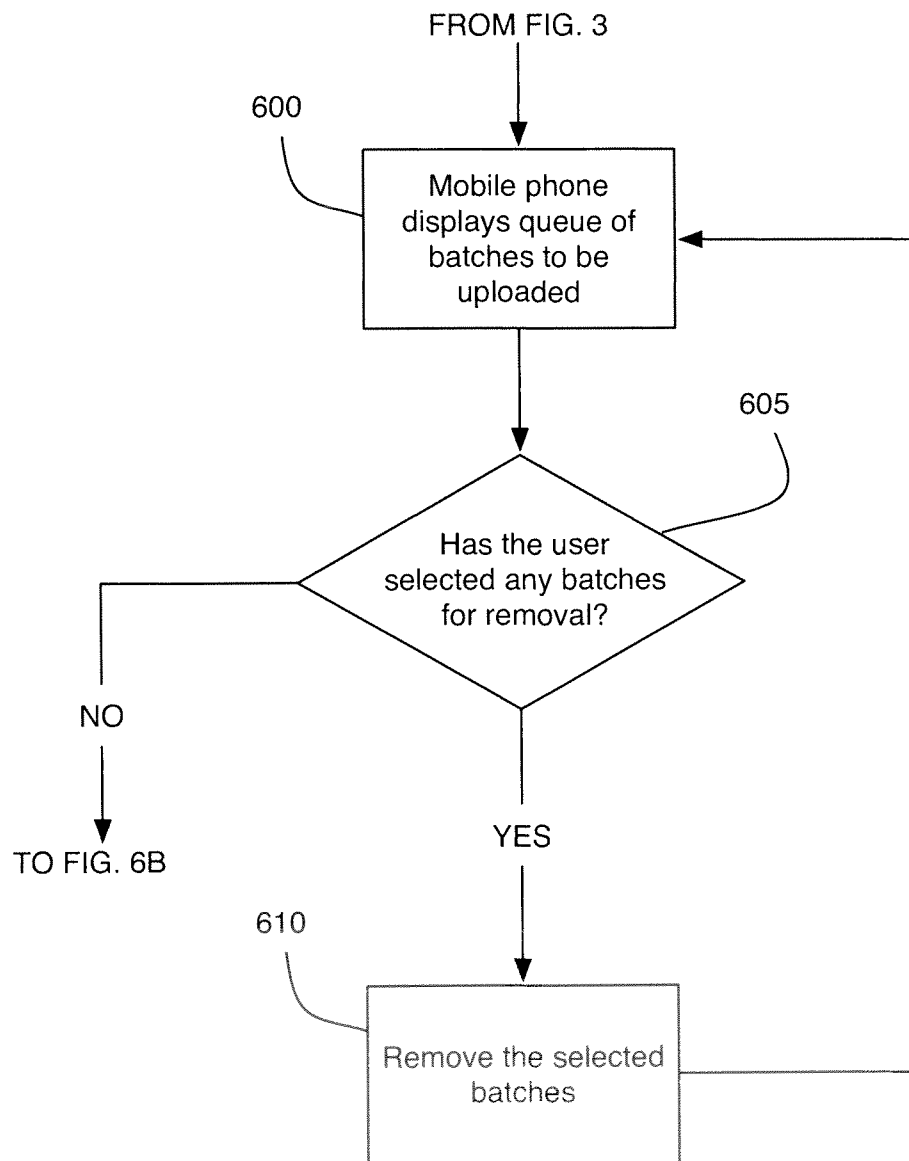 FROM FIG. 3
600
Mobile phone
displays queue of
batches to be
uploaded
605
Has the user
selected any batches
for removal?
NO
YES
TO FIG. 6B
610
Remove the selected
batches